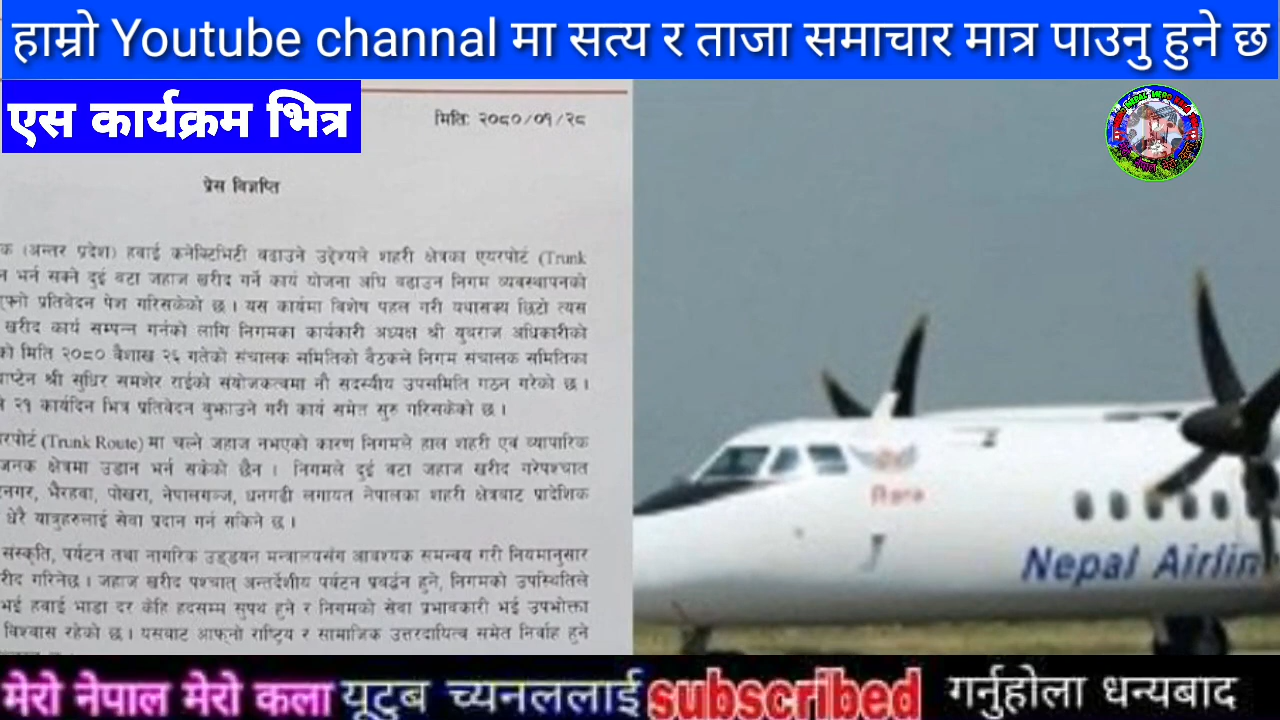 हाम्रो Youtube channal मा सत्य र ताजा समाचार मात्र पाउनु हुने छ
एस कार्यक्रम भित्र
मिति: २०८०/०१/२८
प्रेस विज्ञप्ति
क (अन्तर प्रदेश) हवाई कनेक्टिभिटी बढाउने उद्देश्यले शहरी क्षेत्रका एयरपोर्ट (Trunk
न भर्न सक्ने दुई वटा जहाज खरीद गर्ने कार्य योजना अघि बढाउन निगम व्यवस्थापनको
प्रतिवेदन पेश गरिसकेको छ । यस कार्यमा विशेष पहल गरी यथासक्य छिटो त्यस
खरीद कार्य सम्पन्न गर्नको लागि निगमका कार्यकारी अध्यक्ष श्री युवराज अधिकारीको
को मिति २०८० बैशाख २६ गतेको संचालक समितिको बैठकले निगम संचालक समितिका
श्री सुधिर समशेर राईको संयोजकत्वमा नौ सदस्यीय उपसमिति गठन गरेको छ ।
२१ कार्यदिन भित्र प्रतिवेदन बुझाउने गरी कार्य समेत सुरु गरिसकेको छ ।
रपोर्ट (Trunk Route) मा चल्ने जहाज नभएको कारण निगमले हाल शहरी एवं व्यापारिक
जनक क्षेत्रमा उडान भर्न सकेको छैन । निगमले दुई वटा जहाज खरीद गरेपश्चात
टनगर, भैरहवा, पोखरा, नेपालगञ्ज, धनगढी लगायत नेपालका शहरी क्षेत्रबाट प्रादेशिक
धेरै यात्रुहरुलाई सेवा प्रदान गर्न सकिने छ ।
संस्कृति, पर्यटन तथा नागरिक उड्डयन मन्त्रालयसँग आवश्यक समन्वय गरी नियमानुसार
रीद गरिनेछ । जहाज खरीद पश्चात् अन्तर्देशीय पर्यटन प्रवर्द्धन हुने, निगमको उपस्थितिले
भई हवाई भाडा दर केहि हदसम्म सुपथ हुने र निगमको सेवा प्रभावकारी भई उपभोक्ता
विश्वास रहेको छ । यसबाट आफ्नो राष्ट्रिय र सामाजिक उत्तरदायित्व समेत निर्वाह हुने
Rara
Nepal Airlin
मेरो नेपाल मेरो कला यूटुब च्यनललाई subscribed गर्नुहोला धन्यबाद